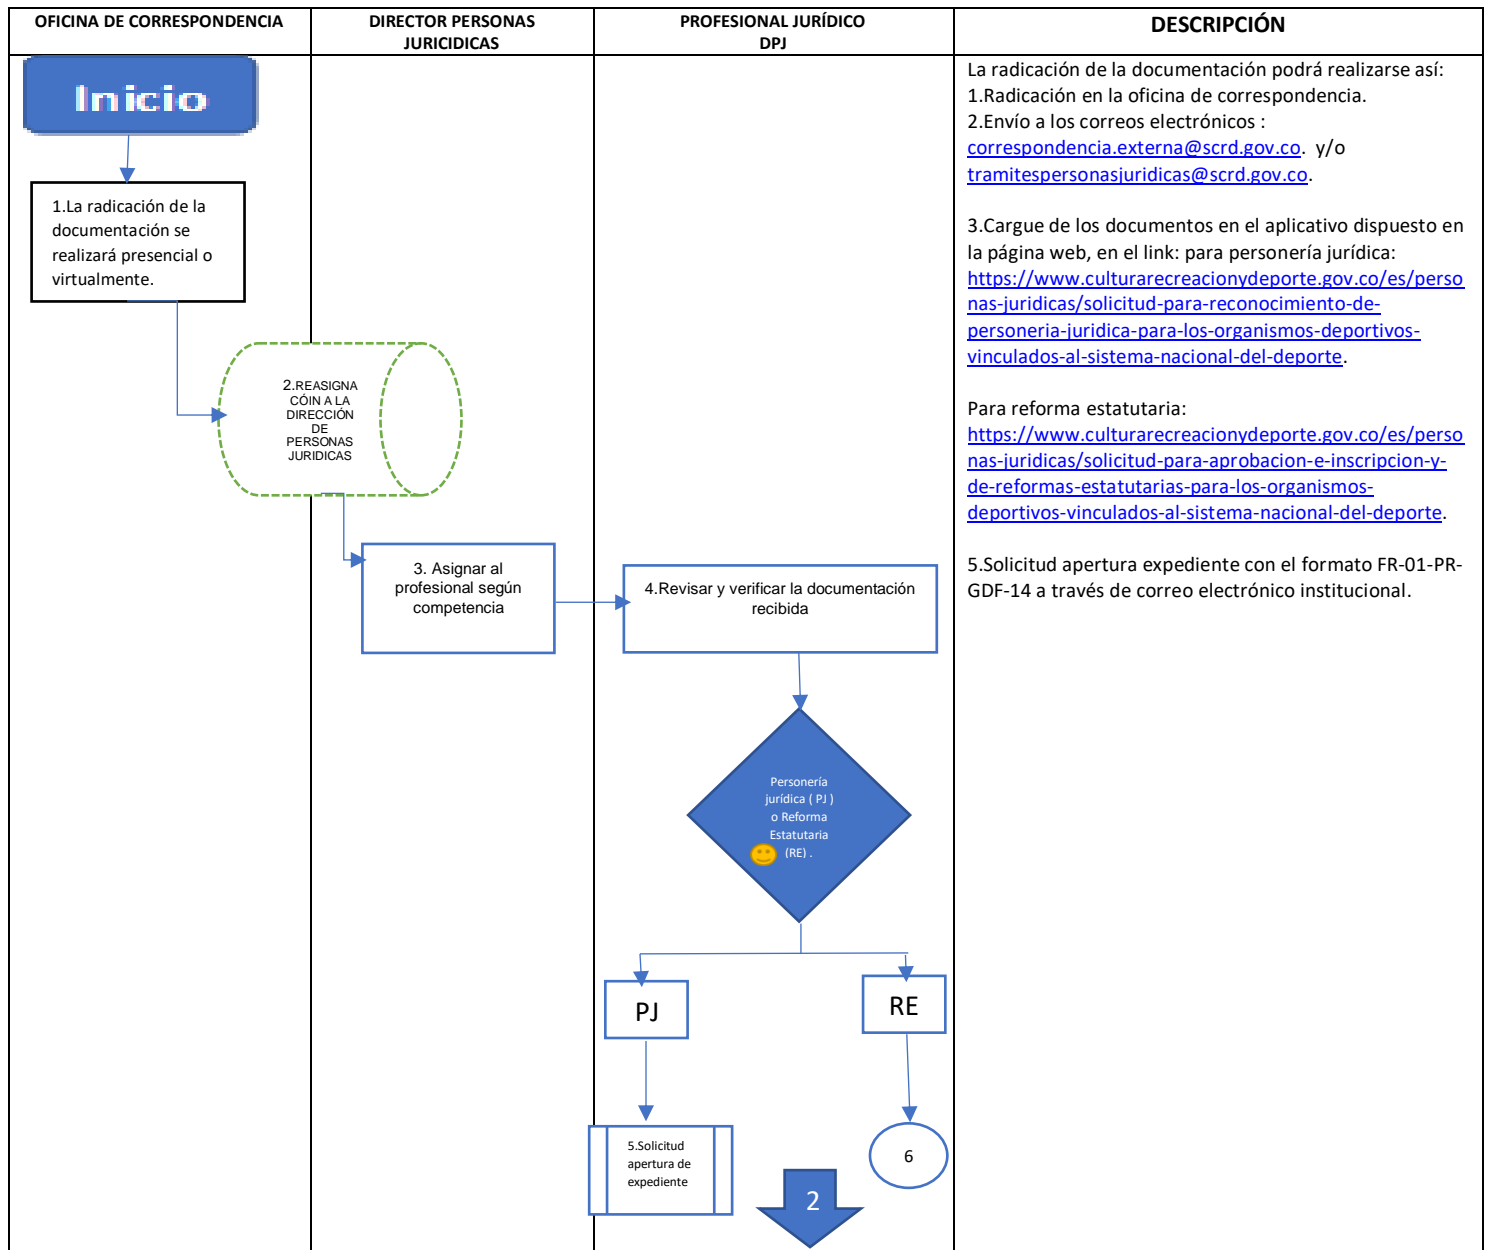 OFICINA DE CORRESPONDENCIA
DIRECTOR PERSONAS
JURICIDICAS
PROFESIONAL JURÍDICO
DPJ
DESCRIPCIÓN
Inicio
1.La radicación de la
documentación se
realizará presencial o
virtualmente.
2.REASIGNA
CÓIN A LA
DIRECCIÓN
DE
PERSONAS
JURIDICAS
3. Asignar al
profesional según
competencia
4.Revisar y verificar la documentación
recibida
Personería
jurídica ( PJ )
o Reforma
Estatutaria
(RE) .
PJ
RE
5.Solicitud
apertura de
expediente
6
2
La radicación de la documentación podrá realizarse así:
1.Radicación en la oficina de correspondencia.
2.Envío a los correos electrónicos :
correspondencia.externa@scrd.gov.co. y/o
tramitespersonasjuridicas@scrd.gov.co.
3.Cargue de los documentos en el aplicativo dispuesto en
la página web, en el link: para personería jurídica:
https://www.culturarecreacionydeporte.gov.co/es/perso
nas-juridicas/solicitud-para-reconocimiento-de-
personeria-juridica-para-los-organismos-deportivos-
vinculados-al-sistema-nacional-del-deporte.
Para reforma estatutaria:
https://www.culturarecreacionydeporte.gov.co/es/perso
nas-juridicas/solicitud-para-aprobacion-e-inscripcion-y-
de-reformas-estatutarias-para-los-organismos-
deportivos-vinculados-al-sistema-nacional-del-deporte.
5.Solicitud apertura expediente con el formato FR-01-PR-
GDF-14 a través de correo electrónico institucional.